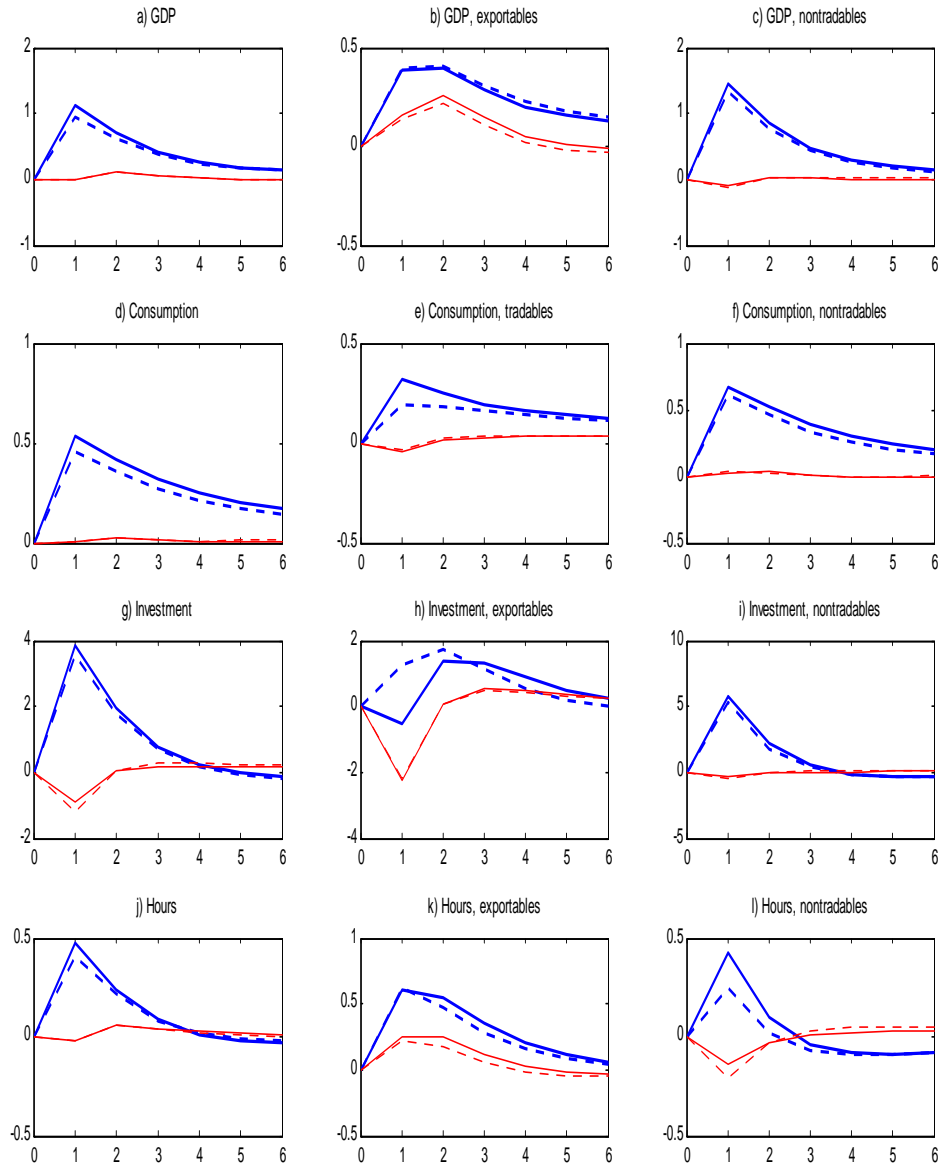 a) GDP
b) GDP, exportables
c) GDP, nontradables
2
1
0
-1
0 1 2 3 4 5 6
0.5
0
-0.5
0 1 2 3 4 5 6
2
1
0
-1
0 1 2 3 4 5 6
d) Consumption
e) Consumption, tradables
f) Consumption, nontradables
1
0.5
0
0 1 2 3 4 5 6
0.5
0
-0.5
0 1 2 3 4 5 6
1
0.5
0
-0.5
0 1 2 3 4 5 6
g) Investment
h) Investment, exportables
i) Investment, nontradables
4
2
0
-2
0 1 2 3 4 5 6
2
0
-2
-4
0 1 2 3 4 5 6
10
5
0
-5
0 1 2 3 4 5 6
j) Hours
k) Hours, exportables
l) Hours, nontradables
0.5
0
-0.5
0 1 2 3 4 5 6
1
0.5
0
-0.5
0 1 2 3 4 5 6
0.5
0
-0.5
0 1 2 3 4 5 6